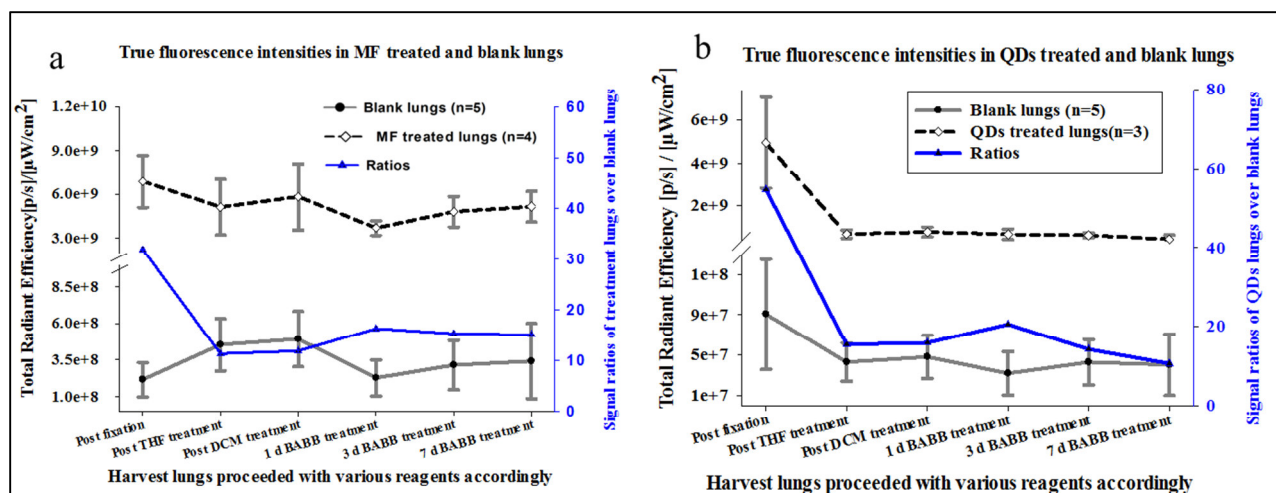 a
True fluorescence intensities in MF treated and blank lungs
Total Radiant Efficiency[p/s]/[µW/cm²]
1.2e+10
9.0e+9
6.0e+9
3.0e+9
8.5e+8
6.0e+8
3.5e+8
1.0e+8
Blank lungs (n=5)
MF treated lungs (n=4)
Ratios
60
50
40
30
20
10
0
Signal ratios of treatment lungs over blank lungs
Post fixation
Post THF treatment
Post DCM treatment
1 d BABB treatment
3 d BABB treatment
7 d BABB treatment
Harvest lungs proceeded with various reagents accordingly
b
True fluorescence intensities in QDs treated and blank lungs
Total Radiant Efficiency [p/s] / [µW/cm²]
6e+9
4e+9
2e+9
1e+8
9e+7
5e+7
1e+7
Blank lungs (n=5)
QDs treated lungs(n=3)
Ratios
80
60
40
20
0
Signal ratios of QDs lungs over blank lungs
Post fixation
Post THF treatment
Post DCM treatment
1 d BABB treatment
3 d BABB treatment
7 d BABB treatment
Harvest lungs proceeded with various reagents accordingly